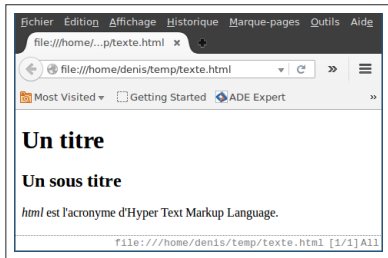 Fichier Édition Affichage Historique Marque-pages Outils Aide
file:///home/...p/texte.html × +
file:///home/denis/temp/texte.html »
Most Visited Getting Started ADE Expert »
Un titre
Un sous titre
html est l'acronyme d'Hyper Text Markup Language.
file:///home/denis/temp/texte.html [1/1] All